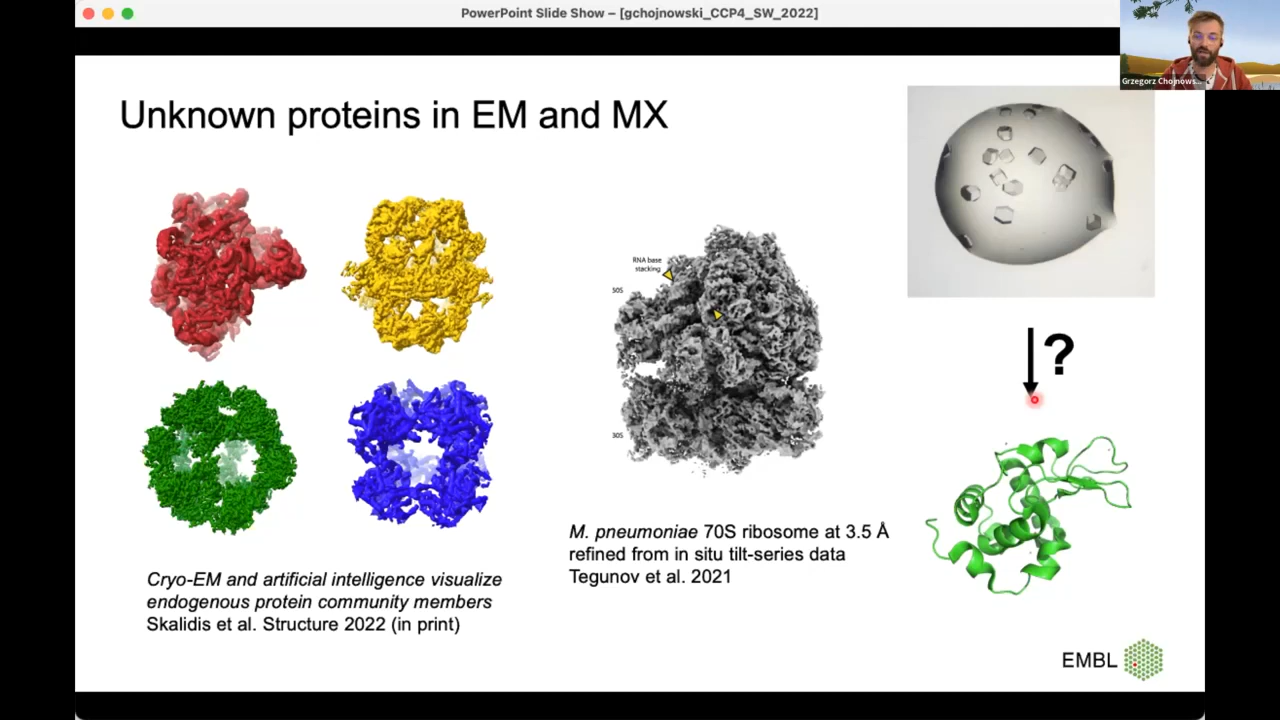 PowerPoint Slide Show – [gchojnowski_CCP4_SW_2022]
Grzegorz Chojnows...
Unknown proteins in EM and MX
RNA base
stacking
50S
30S
?
M. pneumoniae 70S ribosome at 3.5 Å
refined from in situ tilt-series data
Tegunov et al. 2021
Cryo-EM and artificial intelligence visualize
endogenous protein community members
Skalidis et al. Structure 2022 (in print)
EMBL